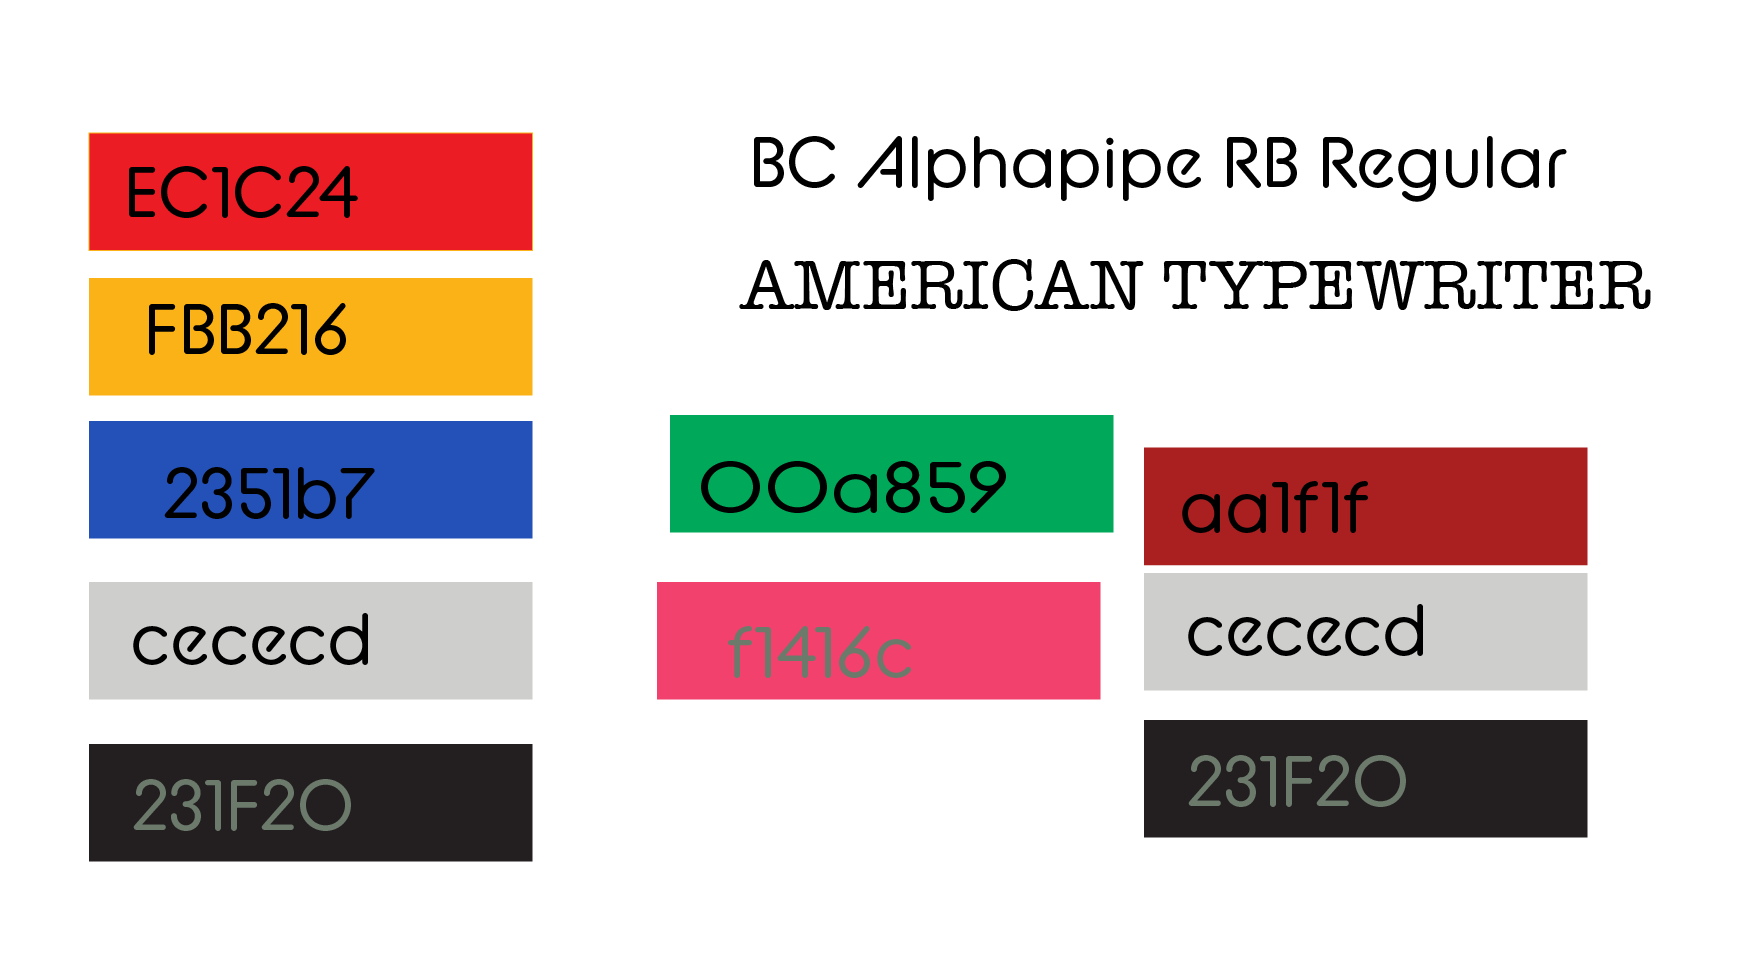 EC1C24
FBB216
2351b7
cececd
231F20
BC Alphapipe RB Regular
AMERICAN TYPEWRITER
00a859
f1416c
aa1f1f
cececd
231F20